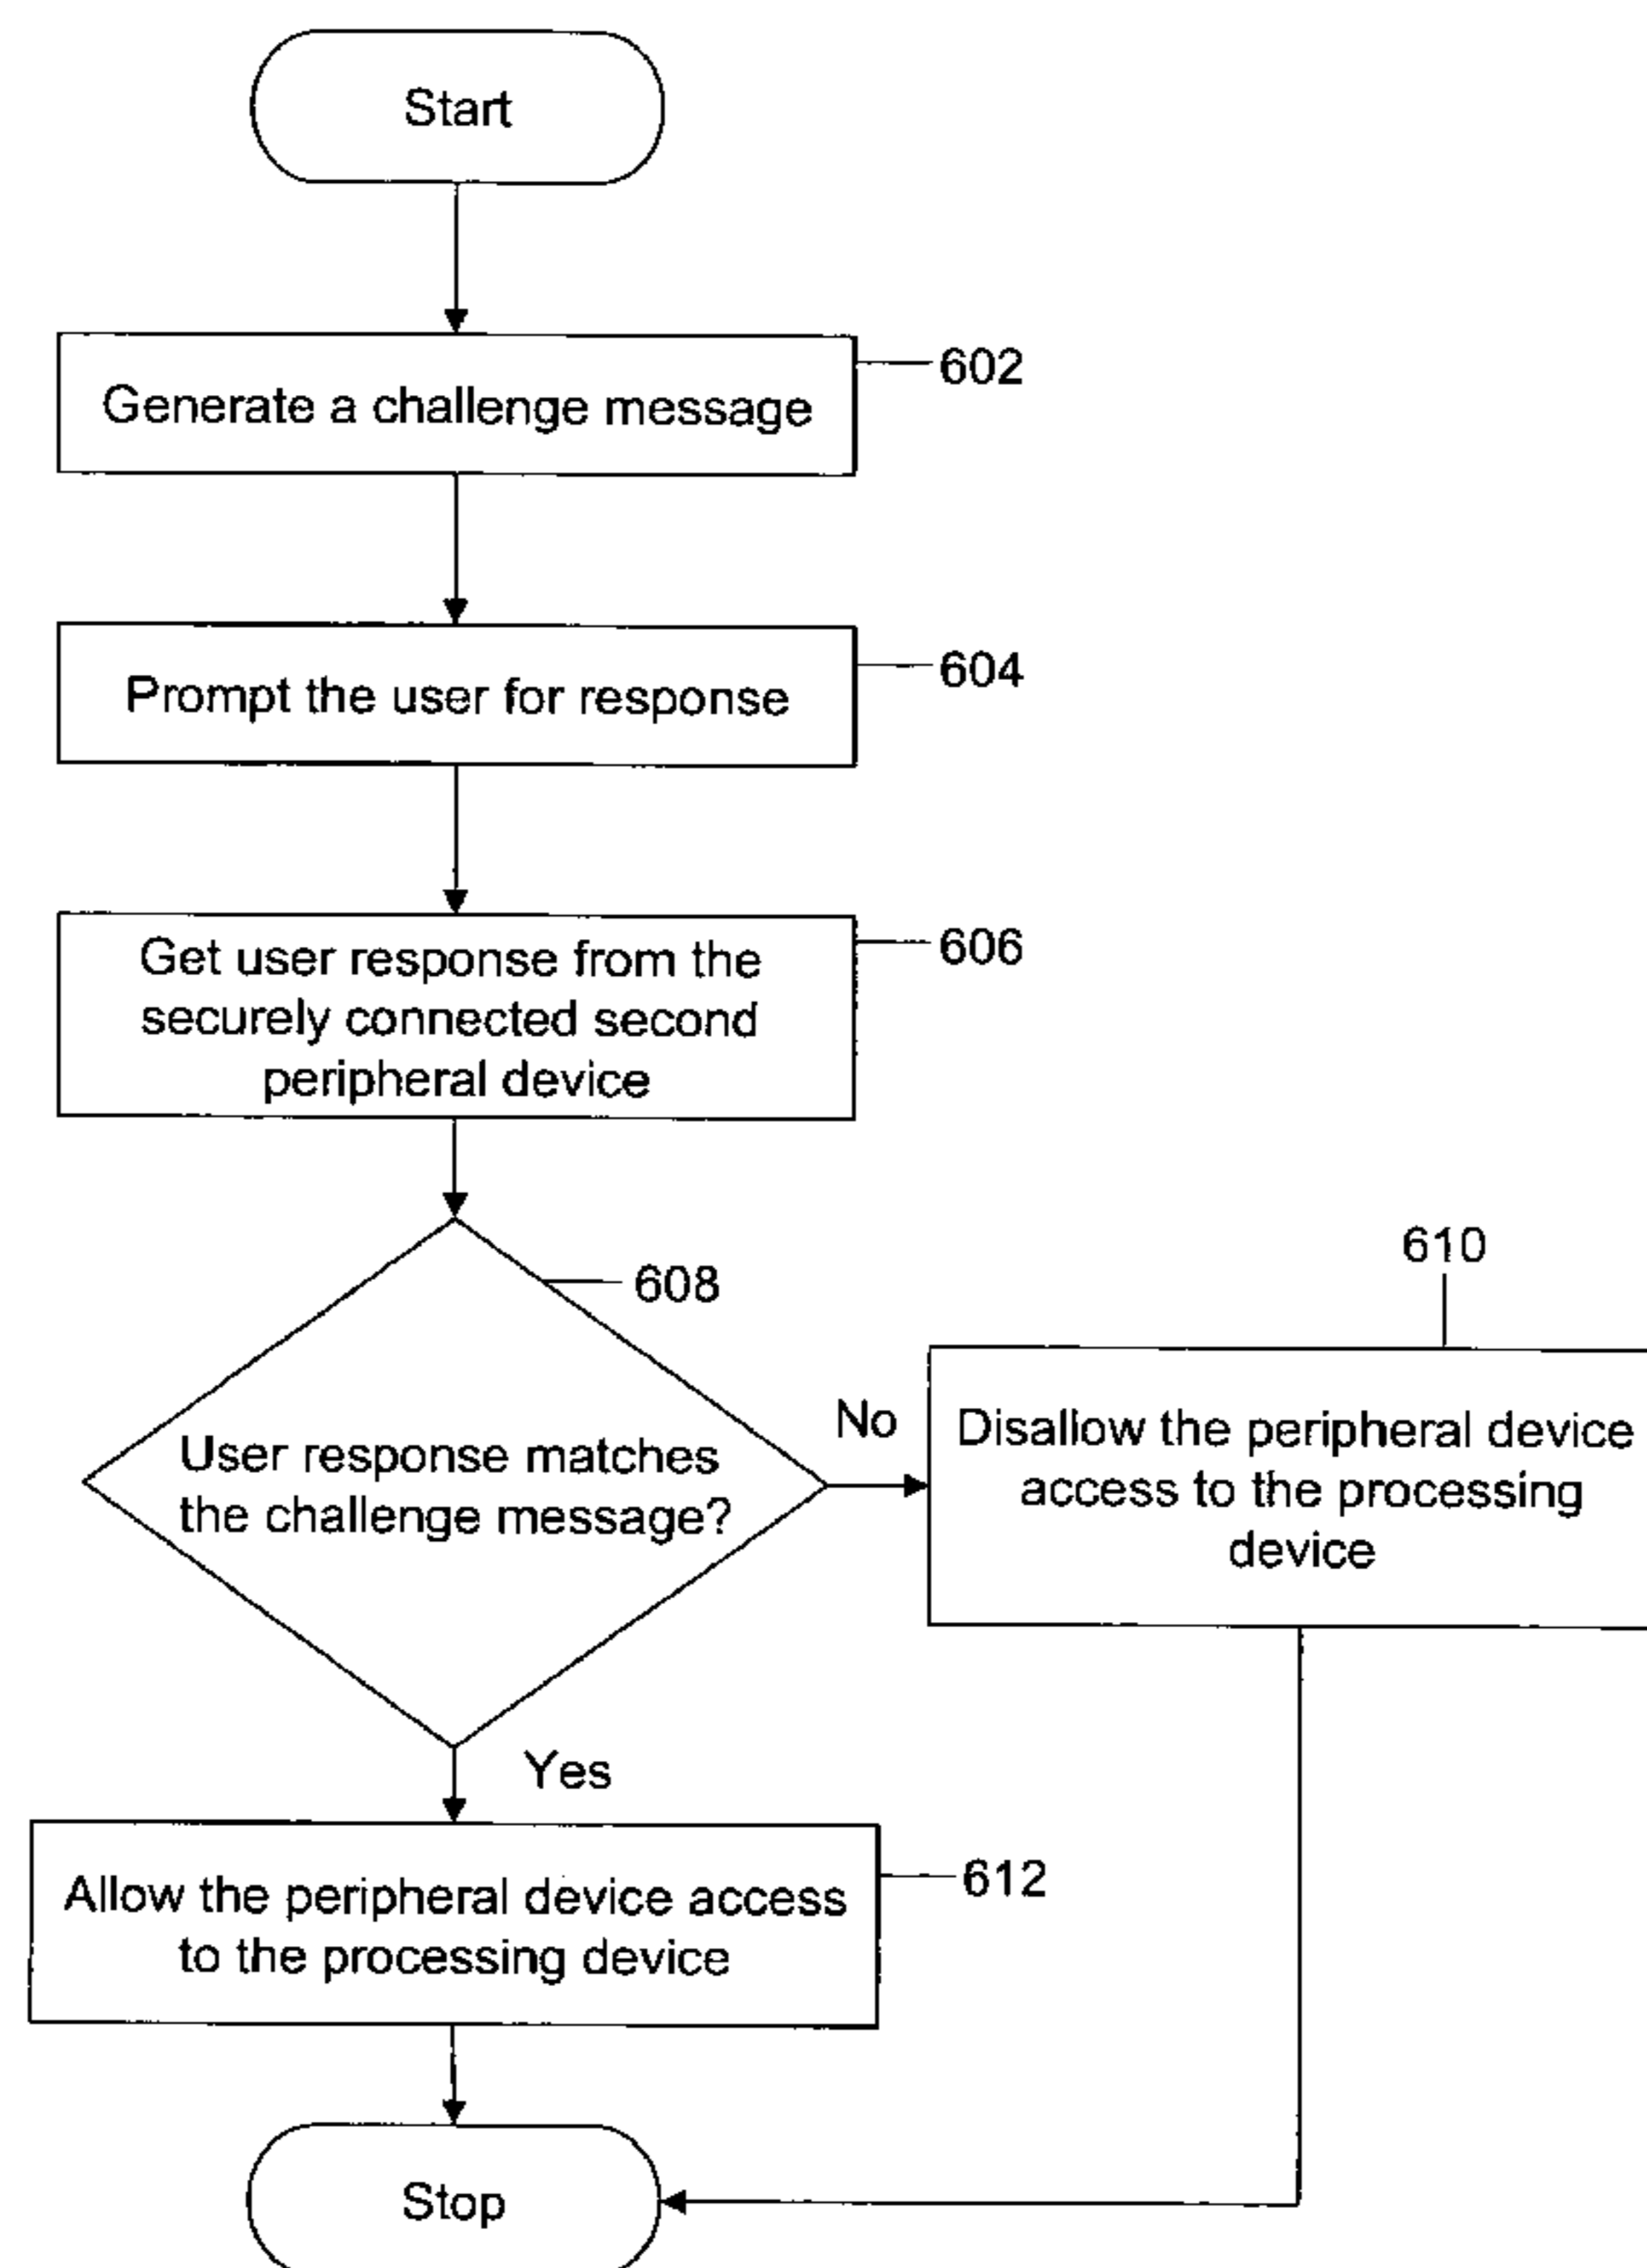 Start
Generate a challenge message
602
Prompt the user for response
604
Get user response from the
securely connected second
peripheral device
606
608
User response matches
the challenge message?
No
610
Disallow the peripheral device
access to the processing
device
Yes
Allow the peripheral device access
to the processing device
612
Stop